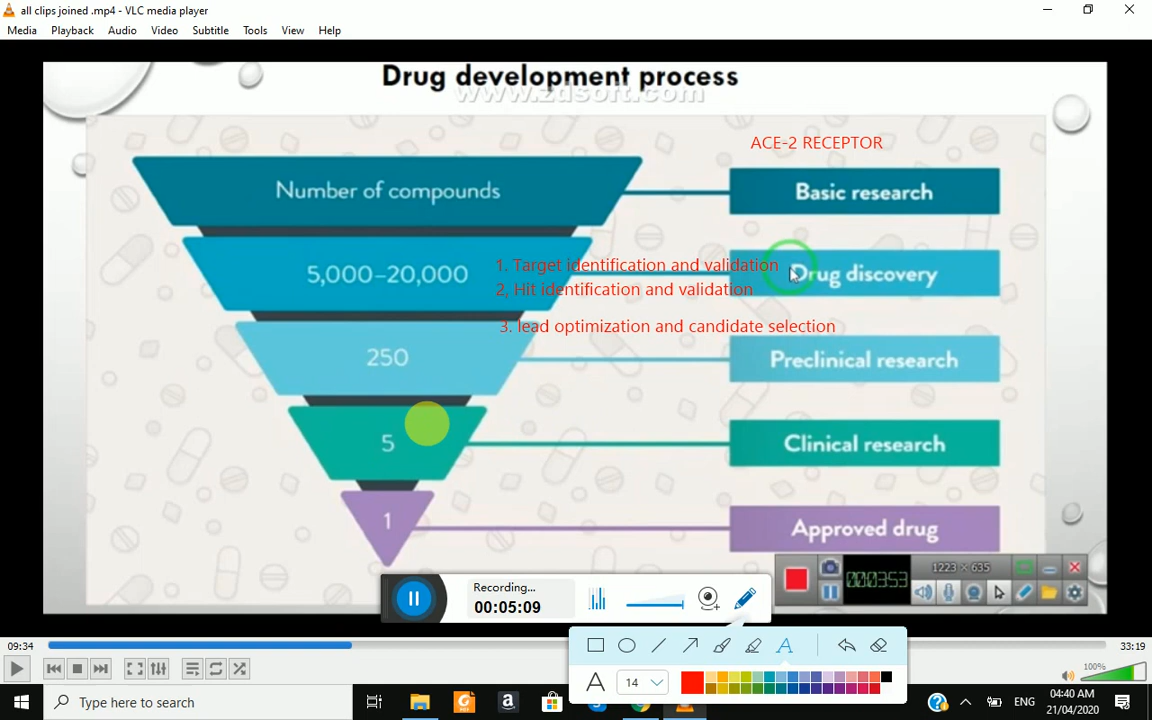 all clips joined .mp4 - VLC media player
Media Playback Audio Video Subtitle Tools View Help
Drug development process
www.zdsoft.com
ACE-2 RECEPTOR
Number of compounds
Basic research
5,000–20,000
1. Target identification and validation
Drug discovery
2, Hit identification and validation
3. lead optimization and candidate selection
250
Preclinical research
5
Clinical research
1
Approved drug
1223 x 635
000353
Recording...
00:05:09
09:34
33:19
A
A 14
100%
Type here to search
PDF
a
ENG
04:40 AM
21/04/2020